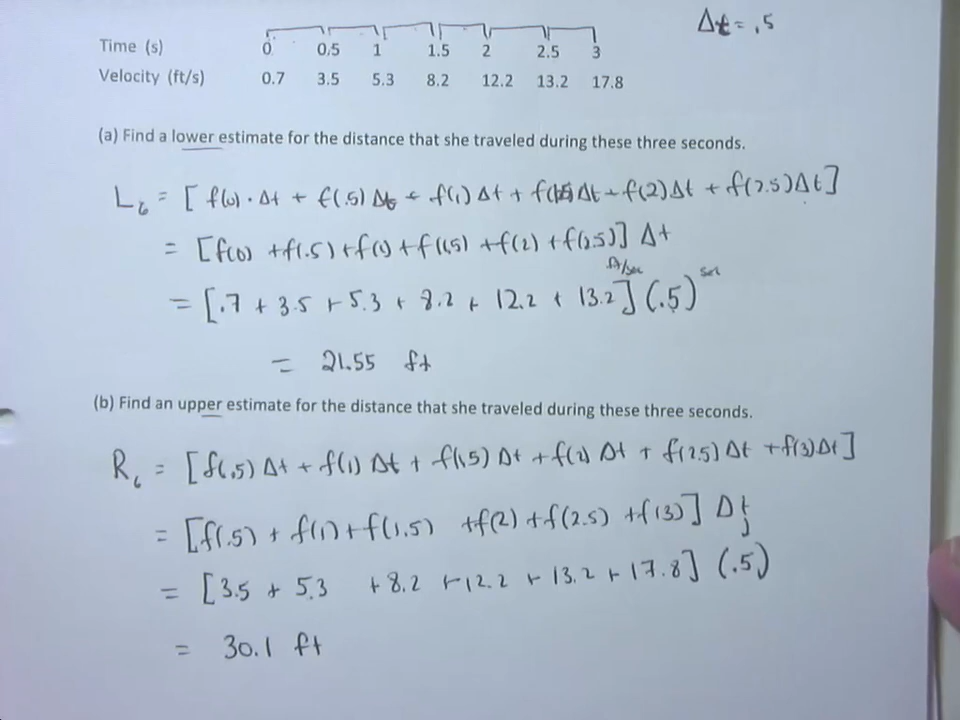 Δt = .5
Time (s) 0 0.5 1 1.5 2 2.5 3
Velocity (ft/s) 0.7 3.5 5.3 8.2 12.2 13.2 17.8
(a) Find a lower estimate for the distance that she traveled during these three seconds.
L₆ = [ f(0) · Δt + f(.5) Δt + f(1) Δt + f(1.5) Δt + f(2) Δt + f(2.5) Δt ]
= [f(0) + f(.5) + f(1) + f(1.5) + f(2) + f(2.5)] Δt
ft/sec sec
= [.7 + 3.5 + 5.3 + 8.2 + 12.2 + 13.2] (.5)
= 21.55 ft
(b) Find an upper estimate for the distance that she traveled during these three seconds.
R₆ = [f(.5) Δt + f(1) Δt + f(1.5) Δt + f(2) Δt + f(2.5) Δt + f(3) Δt]
= [f(.5) + f(1) + f(1.5) + f(2) + f(2.5) + f(3)] Δt
= [3.5 + 5.3 + 8.2 + 12.2 + 13.2 + 17.8] (.5)
= 30.1 ft